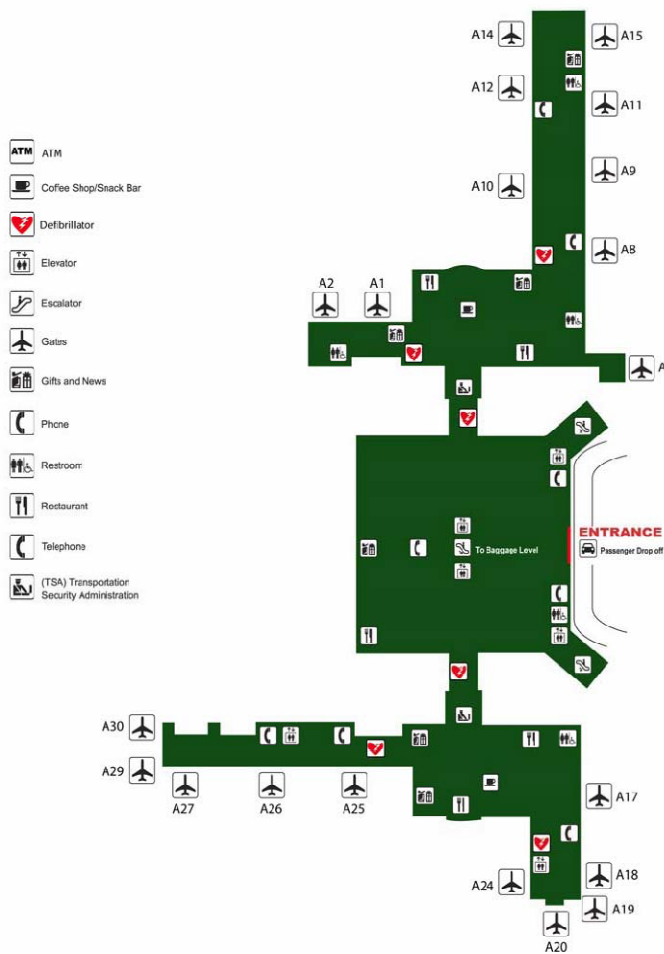 A14
A15
A12
A11
A10
A9
A8
A2
A1
A
ATM ATM
Coffee Shop/Snack Bar
Defibrillator
Elevator
Escalator
Gates
Gifts and News
Phone
Restroom
Restaurant
Telephone
(TSA) Transportation
Security Administration
ENTRANCE
To Baggage Level
Passenger Drop off
A30
A29
A27
A26
A25
A17
A24
A18
A19
A20